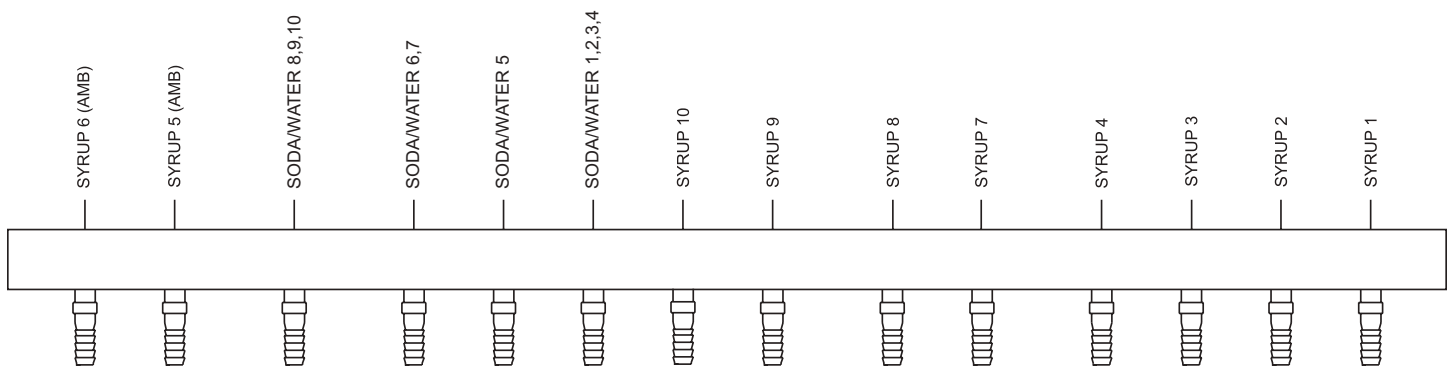 SYRUP 6 (AMB)
SYRUP 5 (AMB)
SODA/WATER 8,9,10
SODA/WATER 6,7
SODA/WATER 5
SODA/WATER 1,2,3,4
SYRUP 10
SYRUP 9
SYRUP 8
SYRUP 7
SYRUP 4
SYRUP 3
SYRUP 2
SYRUP 1